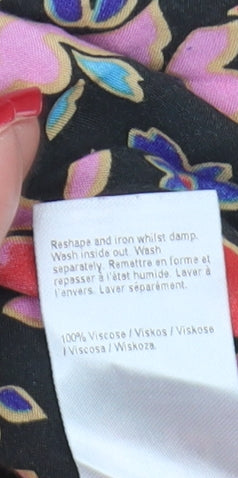 Reshape and iron whilst damp.
Wash inside out. Wash
separately. Remettre en forme et
repasser à l'état humide. Laver à
l'envers. Laver séparément.
100% Viscose / Viskos / Viskose
/ Viscosa / Wiskoza.